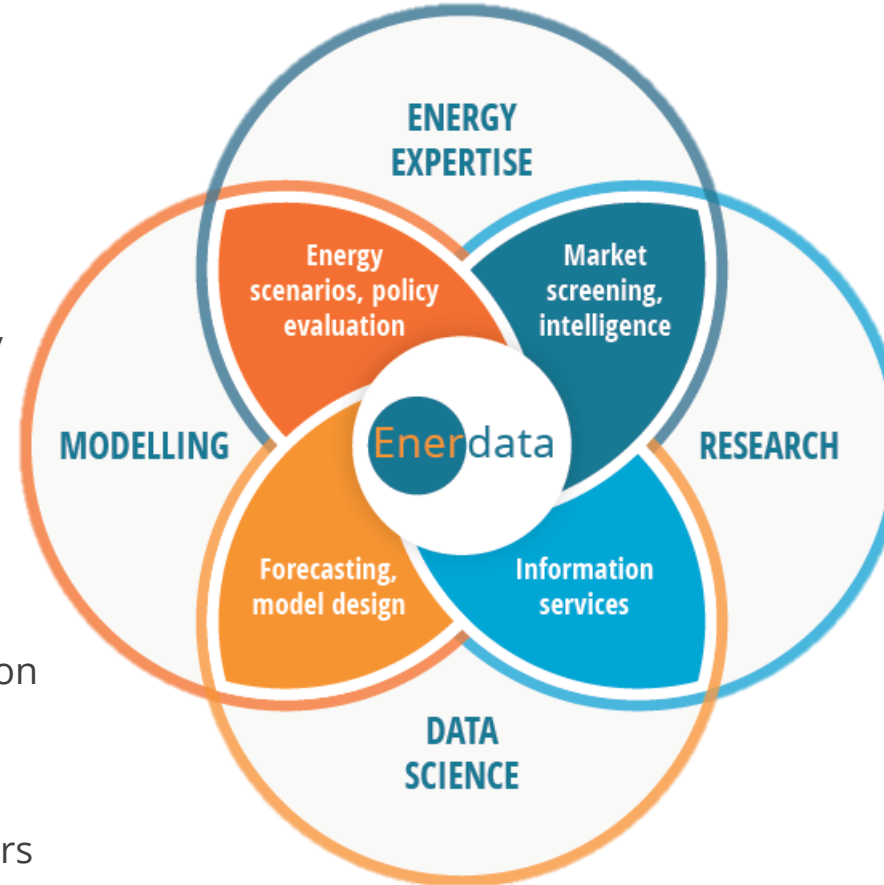 ENERGY
EXPERTISE
Energy
scenarios, policy
evaluation
Market
screening,
intelligence
MODELLING
Enerdata
RESEARCH
Forecasting,
model design
Information
services
on
DATA
SCIENCE
rs